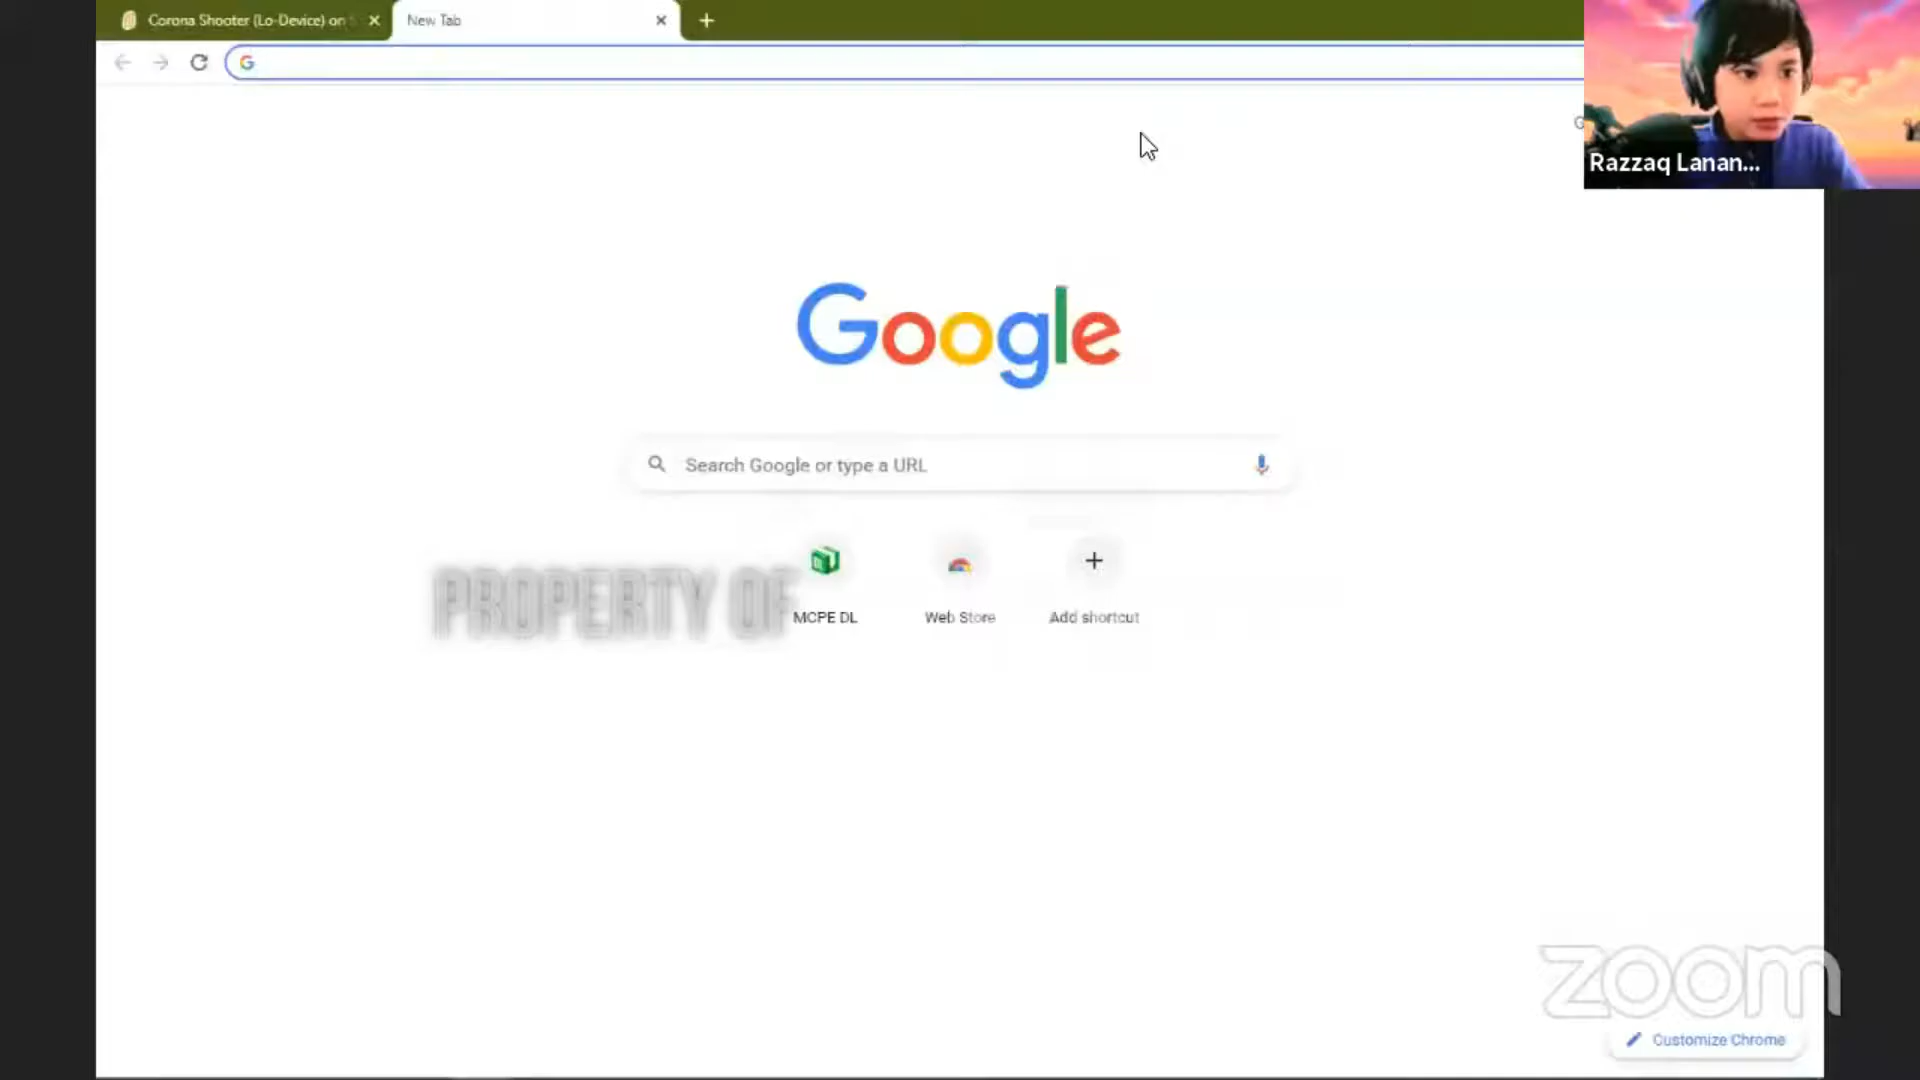 Corona Shooter (Lo-Device) on
New Tab
Razzaq Lanan...
Google
Search Google or type a URL
PROPERTY OF
MCPE DL
Web Store
Add shortcut
zoom
Customize Chrome